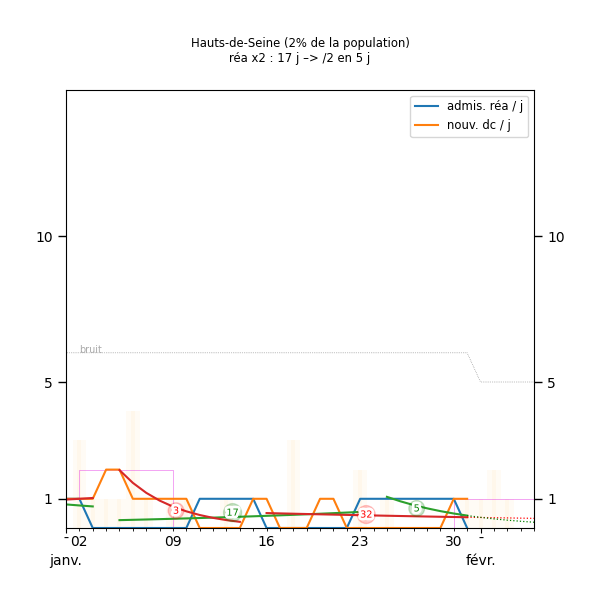 Hauts-de-Seine (2% de la population)
réa x2 : 17 j –> /2 en 5 j
admis. réa / j
nouv. dc / j
10 10
bruit
5 5
1 1
3 17 32 5
02 09 16 23 30 -
janv. févr.